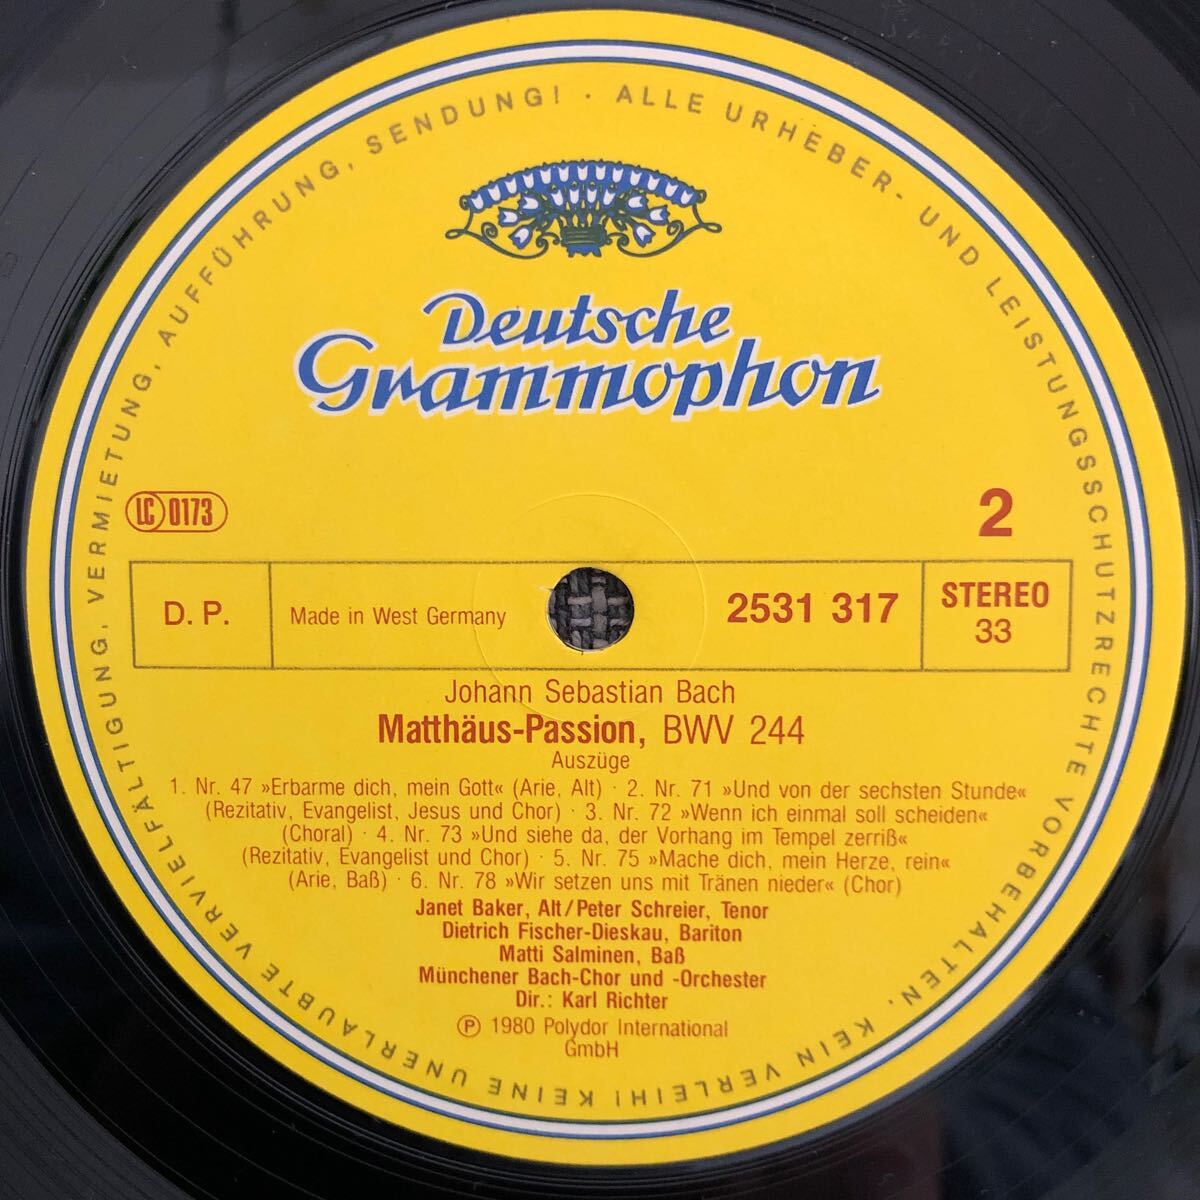 VERVIELFÄLTIGUNG, VERMIETUNG, AUFFÜHRUNG, SENDUNG! · ALLE URHEBER- UND LEISTUNGSSCHUTZRECHTE VORBEHALTEN. KEIN VERLEIH! KEINE UNERLAUBTE
Deutsche
Grammophon
LC 0173
2
D. P.
Made in West Germany
2531 317
STEREO
33
Johann Sebastian Bach
Matthäus-Passion, BWV 244
Auszüge
1. Nr. 47 »Erbarme dich, mein Gott« (Arie, Alt) · 2. Nr. 71 »Und von der sechsten Stunde«
(Rezitativ, Evangelist, Jesus und Chor) · 3. Nr. 72 »Wenn ich einmal soll scheiden«
(Choral) · 4. Nr. 73 »Und siehe da, der Vorhang im Tempel zerriß«
(Rezitativ, Evangelist und Chor) · 5. Nr. 75 »Mache dich, mein Herze, rein«
(Arie, Baß) · 6. Nr. 78 »Wir setzen uns mit Tränen nieder« (Chor)
Janet Baker, Alt/Peter Schreier, Tenor
Dietrich Fischer-Dieskau, Bariton
Matti Salminen, Baß
Münchener Bach-Chor und -Orchester
Dir.: Karl Richter
℗ 1980 Polydor International
GmbH